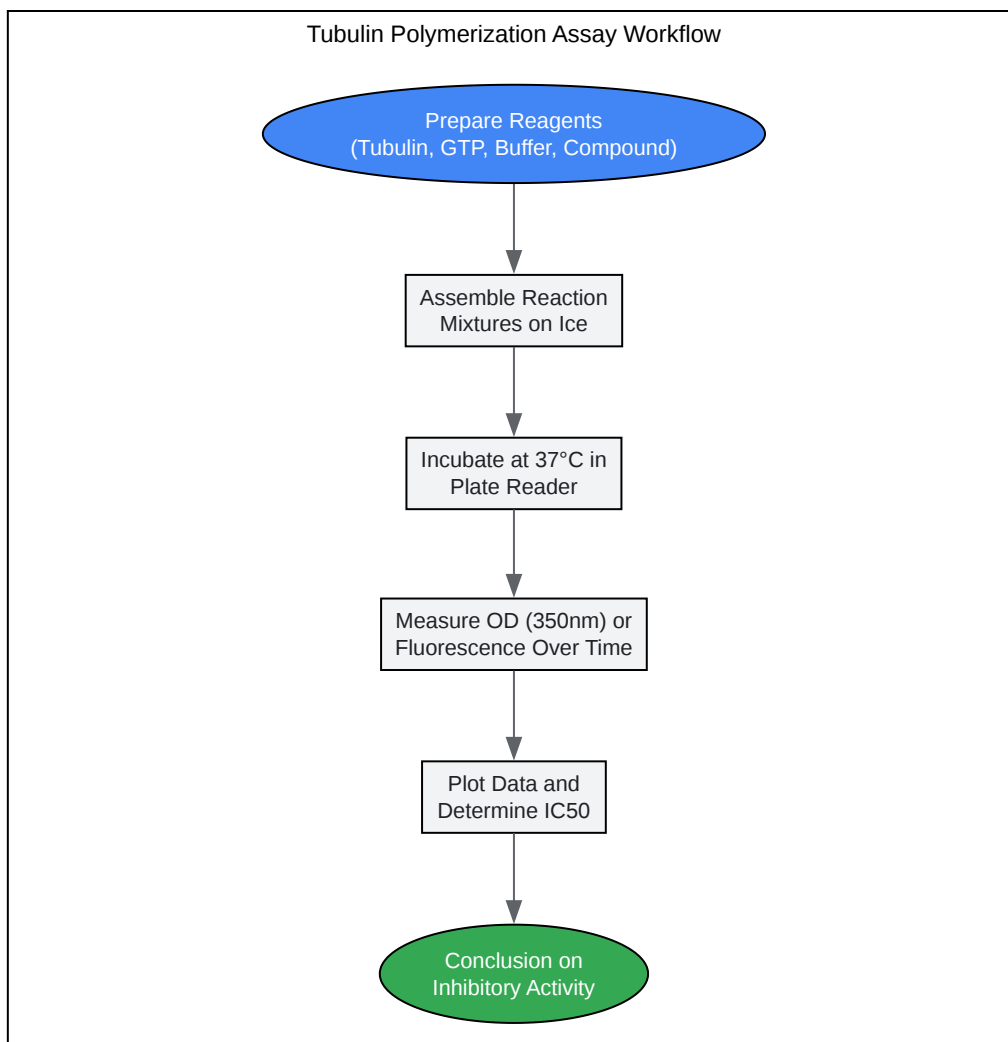 Tubulin Polymerization Assay Workflow
Prepare Reagents
(Tubulin, GTP, Buffer, Compound)
Assemble Reaction
Mixtures on Ice
Incubate at 37°C in
Plate Reader
Measure OD (350nm) or
Fluorescence Over Time
Plot Data and
Determine IC50
Conclusion on
Inhibitory Activity